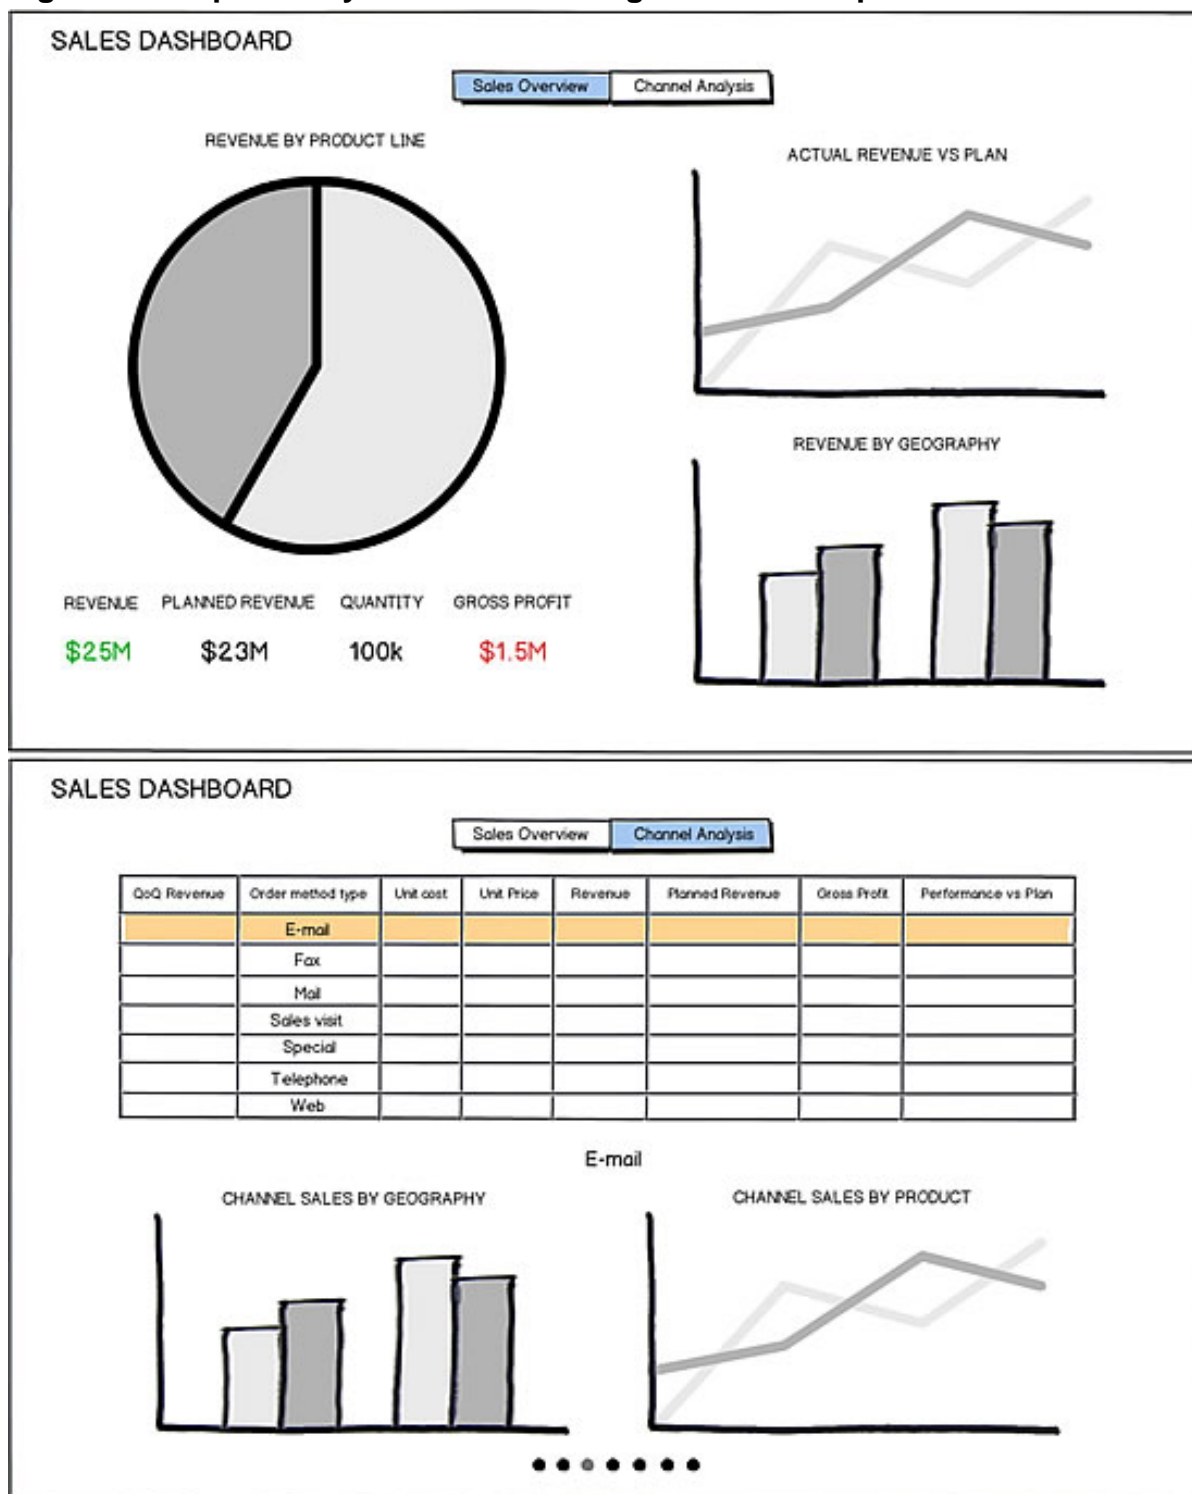 SALES DASHBOARD
Sales Overview Channel Analysis
REVENUE BY PRODUCT LINE
ACTUAL REVENUE VS PLAN
REVENUE BY GEOGRAPHY
REVENUE PLANNED REVENUE QUANTITY GROSS PROFIT
$25M $23M 100k $1.5M
SALES DASHBOARD
Sales Overview Channel Analysis
QoQ Revenue Order method type Unit cost Unit Price Revenue Planned Revenue Gross Profit Performance vs Plan
E-mail
Fax
Mail
Sales visit
Special
Telephone
Web
E-mail
CHANNEL SALES BY GEOGRAPHY
CHANNEL SALES BY PRODUCT